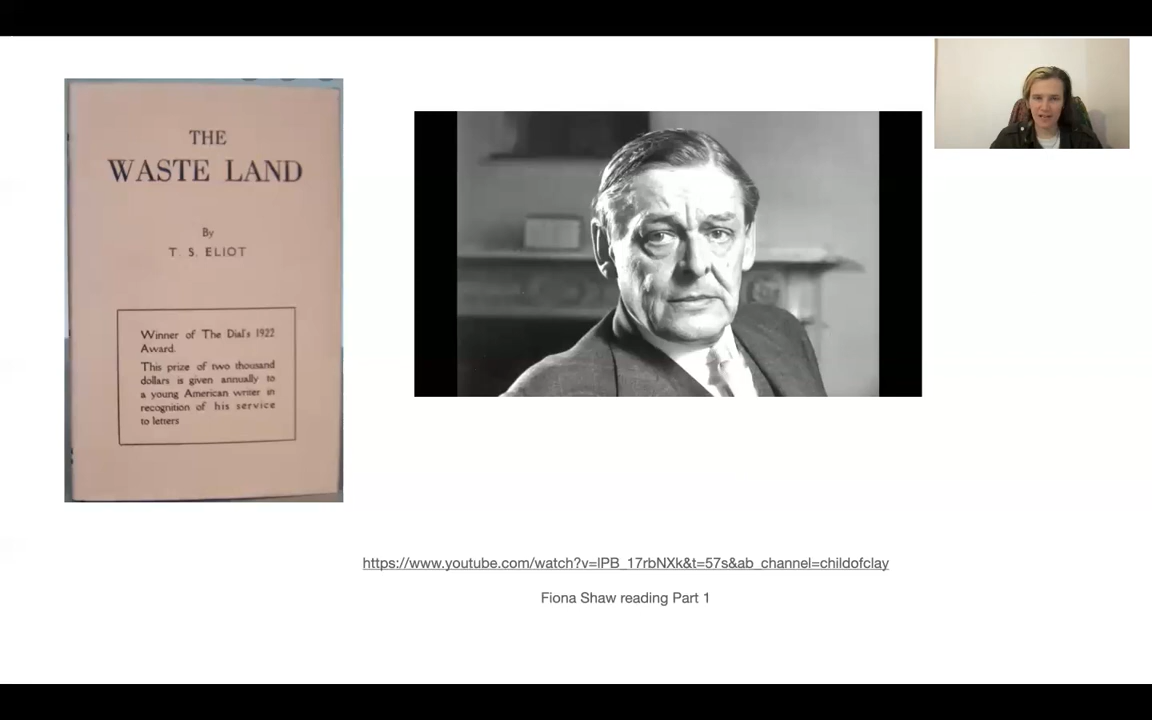 THE
WASTE LAND
By
T. S. ELIOT
Winner of The Dial's 1922
Award.
This prize of two thousand
dollars is given annually to
a young American writer in
recognition of his service
to letters
https://www.youtube.com/watch?v=lPB_17rbNXk&t=57s&ab_channel=childofclay
Fiona Shaw reading Part 1